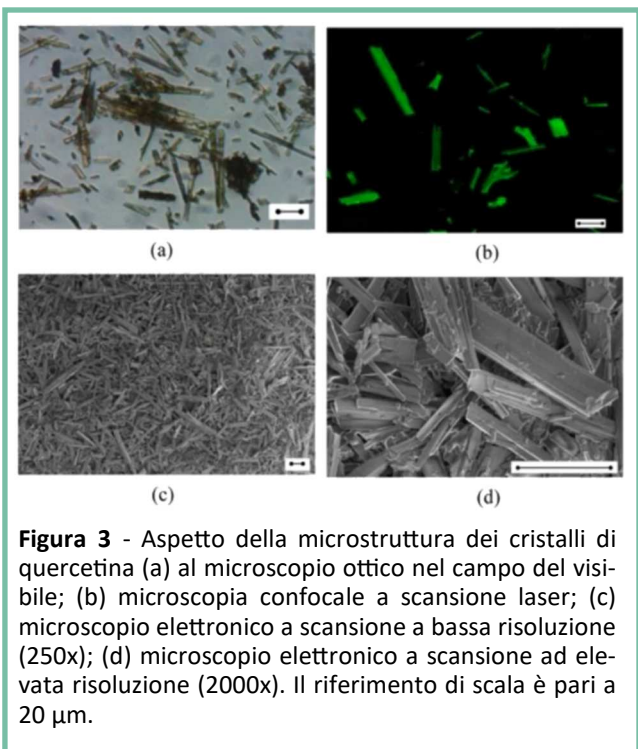 (a)
(b)
(c)
(d)
Figura 3 - Aspetto della microstruttura dei cristalli di
quercetina (a) al microscopio ottico nel campo del visi-
bile; (b) microscopia confocale a scansione laser; (c)
microscopio elettronico a scansione a bassa risoluzione
(250x); (d) microscopio elettronico a scansione ad ele-
vata risoluzione (2000x). Il riferimento di scala è pari a
20 µm.